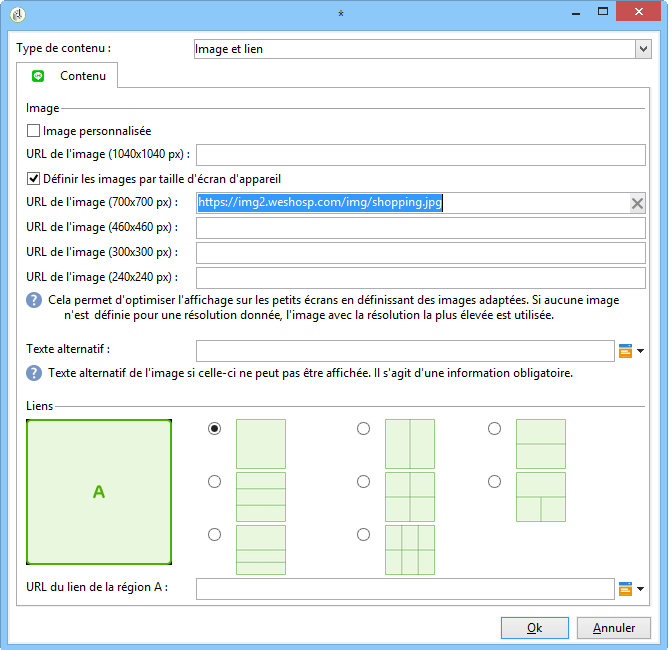 *
Type de contenu :
Image et lien
Contenu
Image
Image personnalisée
URL de l'image (1040x1040 px) :
Définir les images par taille d'écran d'appareil
URL de l'image (700x700 px) :
https://img2.weshosp.com/img/shopping.jpg
URL de l'image (460x460 px) :
URL de l'image (300x300 px) :
URL de l'image (240x240 px) :
? Cela permet d'optimiser l'affichage sur les petits écrans en définissant des images adaptées. Si aucune image
n'est définie pour une résolution donnée, l'image avec la résolution la plus élevée est utilisée.
Texte alternatif :
? Texte alternatif de l'image si celle-ci ne peut pas être affichée. Il s'agit d'une information obligatoire.
Liens
A
URL du lien de la région A :
Ok
Annuler